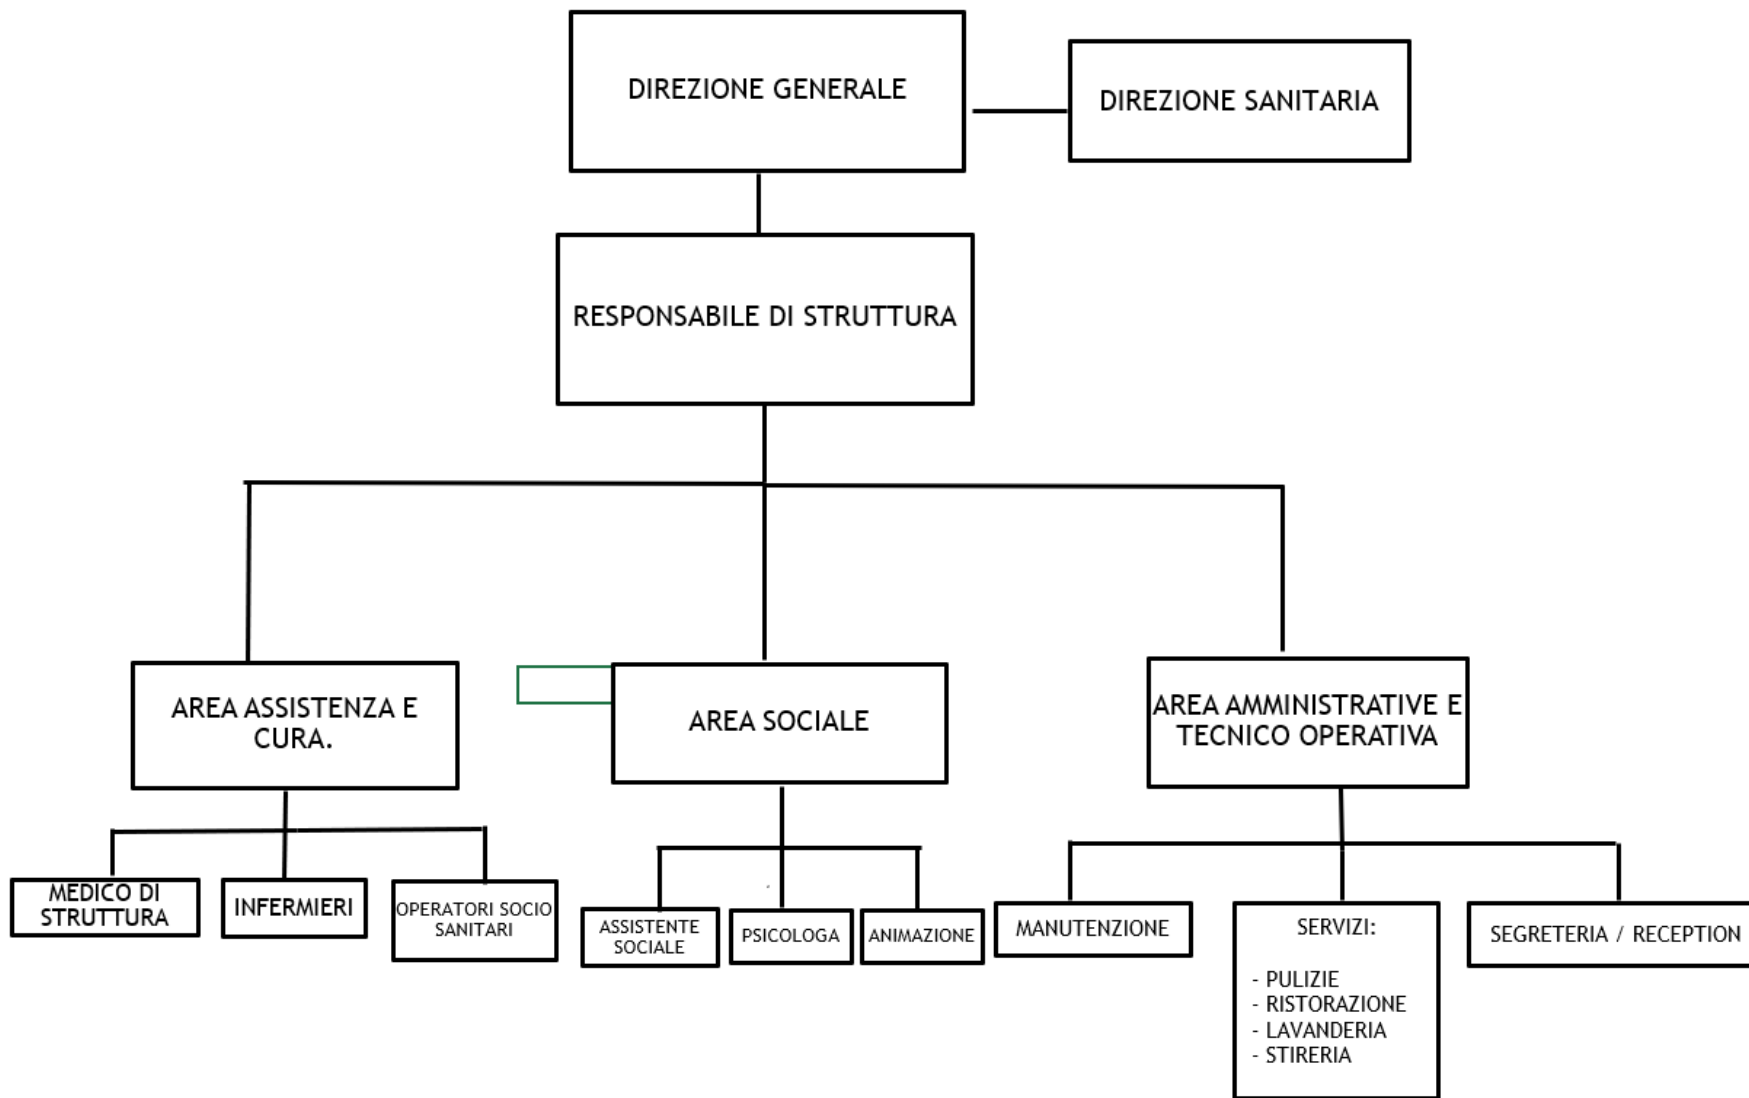 DIREZIONE GENERALE
DIREZIONE SANITARIA
RESPONSABILE DI STRUTTURA
AREA ASSISTENZA E
CURA.
AREA SOCIALE
AREA AMMINISTRATIVE E
TECNICO OPERATIVA
MEDICO DI
STRUTTURA
INFERMIERI
OPERATORI SOCIO
SANITARI
ASSISTENTE
SOCIALE
PSICOLOGA
ANIMAZIONE
MANUTENZIONE
SERVIZI:
- PULIZIE
- RISTORAZIONE
- LAVANDERIA
- STIRERIA
SEGRETERIA / RECEPTION